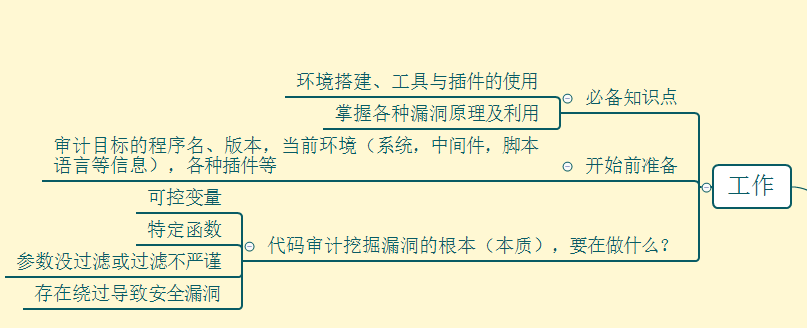 环境搭建、工具与插件的使用
必备知识点
掌握各种漏洞原理及利用
审计目标的程序名、版本，当前环境（系统，中间件，脚本
语言等信息），各种插件等
开始前准备
工作
可控变量
特定函数
代码审计挖掘漏洞的根本（本质），要在做什么？
参数没过滤或过滤不严谨
存在绕过导致安全漏洞